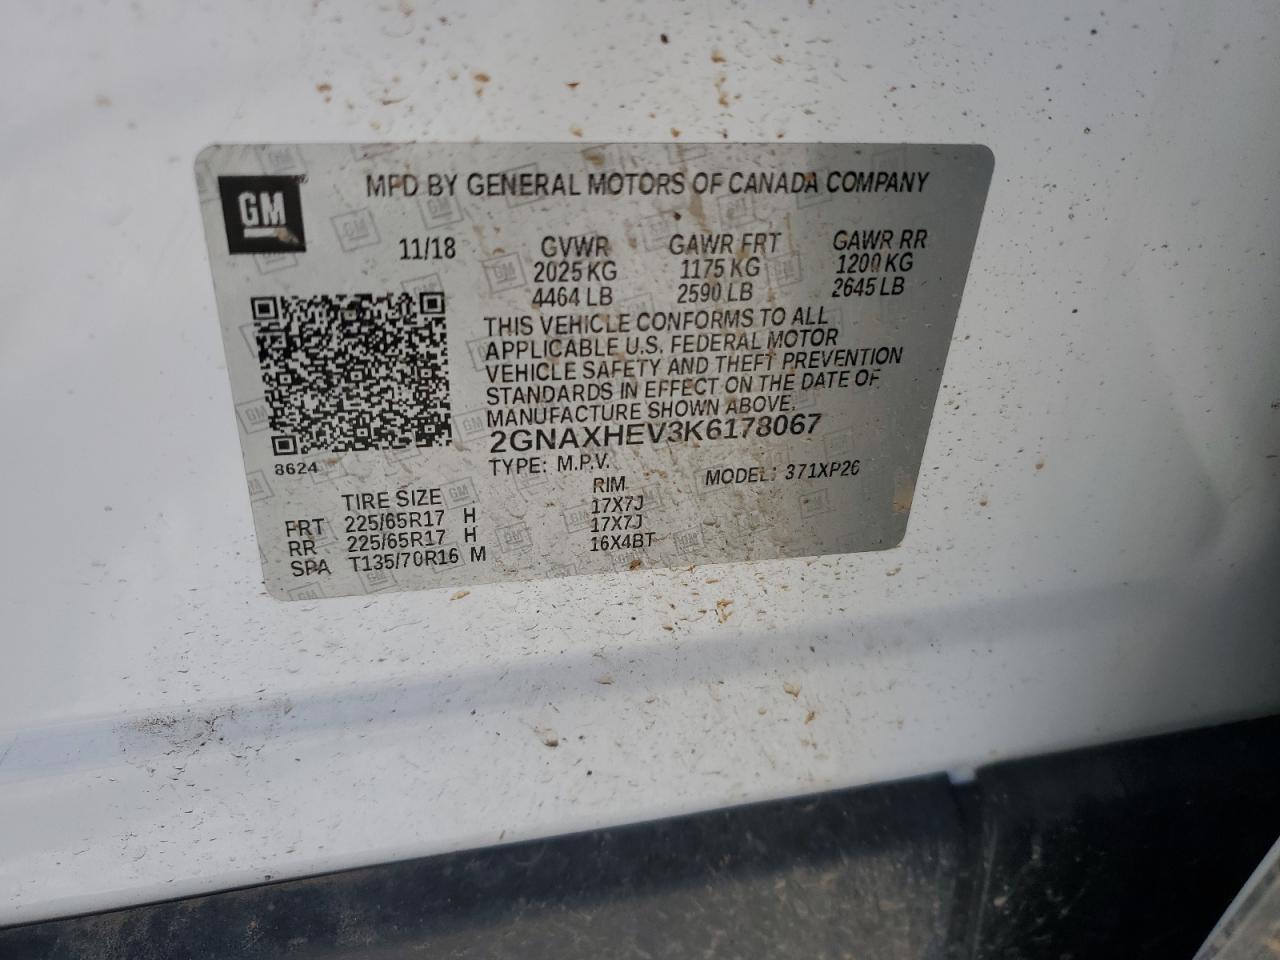 GM
MFD BY GENERAL MOTORS OF CANADA COMPANY
11/18 GVWR GAWR FRT GAWR RR
2025 KG 1175 KG 1200 KG
4464 LB 2590 LB 2645 LB
THIS VEHICLE CONFORMS TO ALL
APPLICABLE U.S. FEDERAL MOTOR
VEHICLE SAFETY AND THEFT PREVENTION
STANDARDS IN EFFECT ON THE DATE OF
MANUFACTURE SHOWN ABOVE.
2GNAXHEV3K6178067
8624
TYPE: M.P.V. MODEL: 371XP26
TIRE SIZE RIM
FRT 225/65R17 H 17X7J
RR 225/65R17 H 17X7J
SPA T135/70R16 M 16X4BT